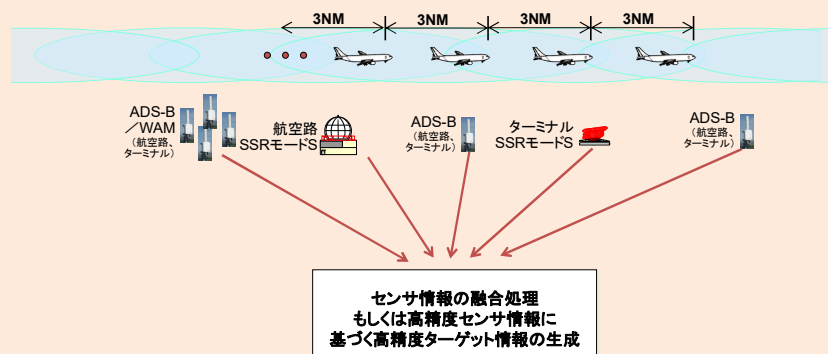 3NM
3NM
3NM
3NM
ADS-B
／WAM
（航空路、
ターミナル）
航空路
SSRモードS
ADS-B
（航空路、
ターミナル）
ターミナル
SSRモードS
ADS-B
（航空路、
ターミナル）
センサ情報の融合処理
もしくは高精度センサ情報に
基づく高精度ターゲット情報の生成